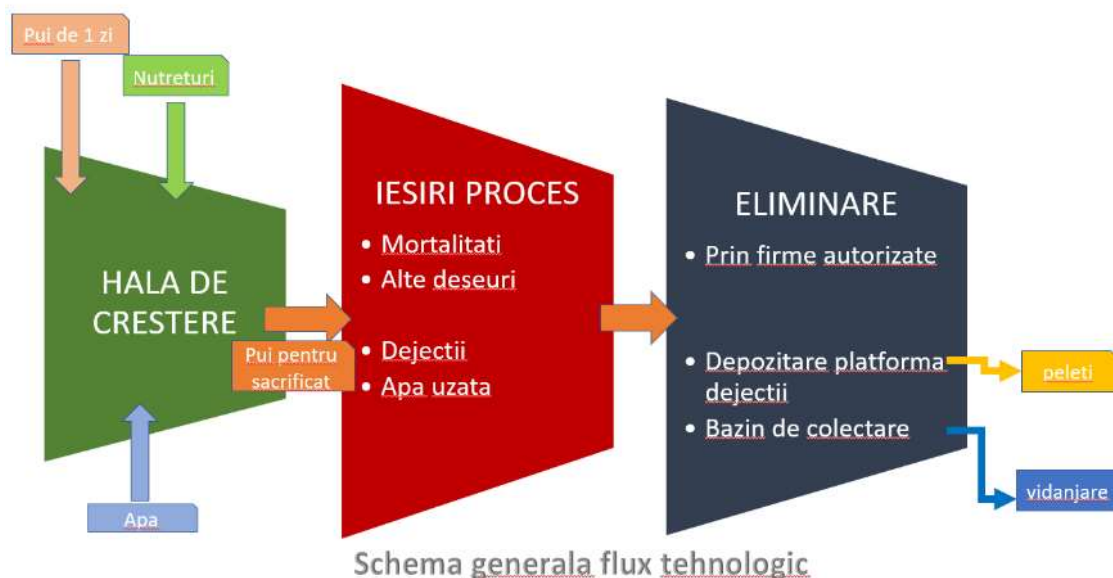 Pui de 1 zi
Nutreturi
HALA DE
CRESTERE
Pui pentru
sacrificat
Apa
IESIRI PROCES
• Mortalitati
• Alte deseuri
• Dejectii
• Apa uzata
ELIMINARE
• Prin firme autorizate
• Depozitare platforma
dejectii
• Bazin de colectare
peleti
vidanjare
Schema generala flux tehnologic